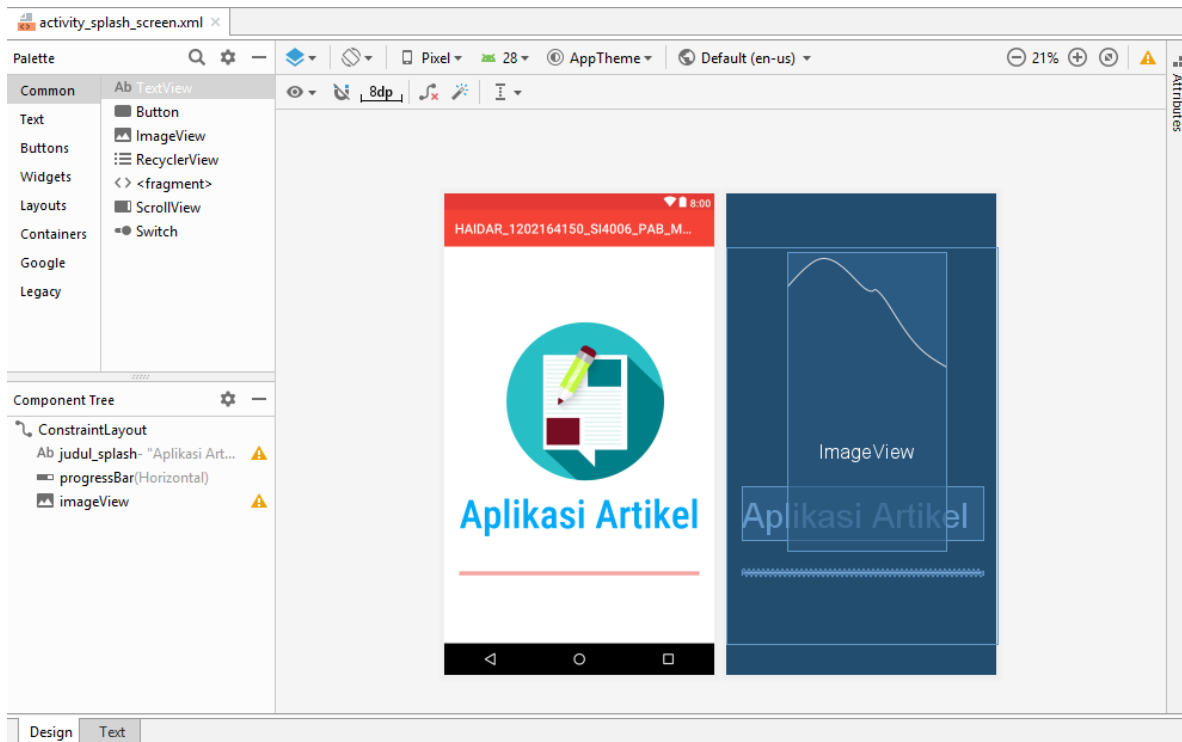 activity_splash_screen.xml
Palette
Pixel
28
AppTheme
Default (en-us)
21%
Attributes
Common
Text
Buttons
Widgets
Layouts
Containers
Google
Legacy
Ab TextView
Button
ImageView
RecyclerView
<fragment>
ScrollView
Switch
8dp
Component Tree
ConstraintLayout
Ab judul_splash- "Aplikasi Art...
progressBar(Horizontal)
imageView
8:00
HAIDAR_1202164150_SI4006_PAB_M...
Aplikasi Artikel
ImageView
Aplikasi Artikel
Design Text